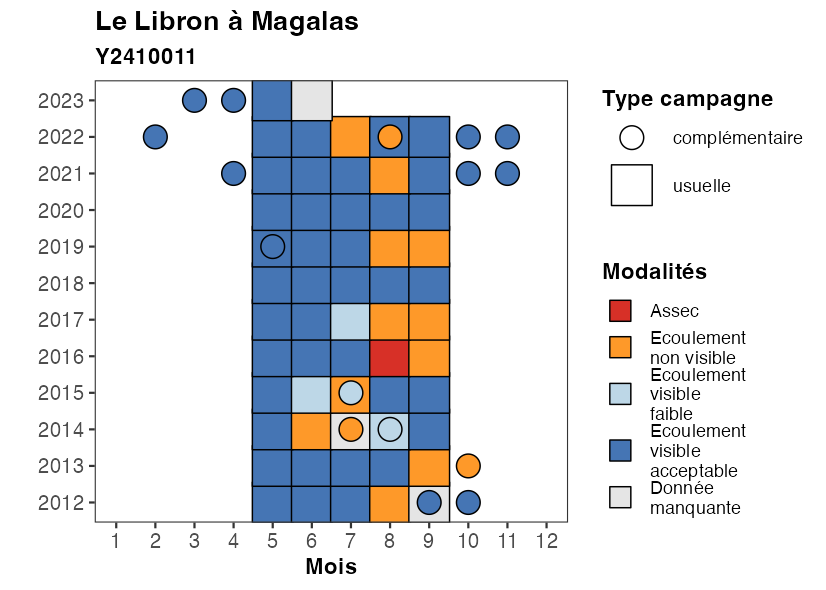 Le Libron à Magalas
Y2410011
2023
2022
2021
2020
2019
2018
2017
2016
2015
2014
2013
2012
1 2 3 4 5 6 7 8 9 10 11 12
Mois
Type campagne
complémentaire
usuelle
Modalités
Assec
Ecoulement
non visible
Ecoulement
visible
faible
Ecoulement
visible
acceptable
Donnée
manquante